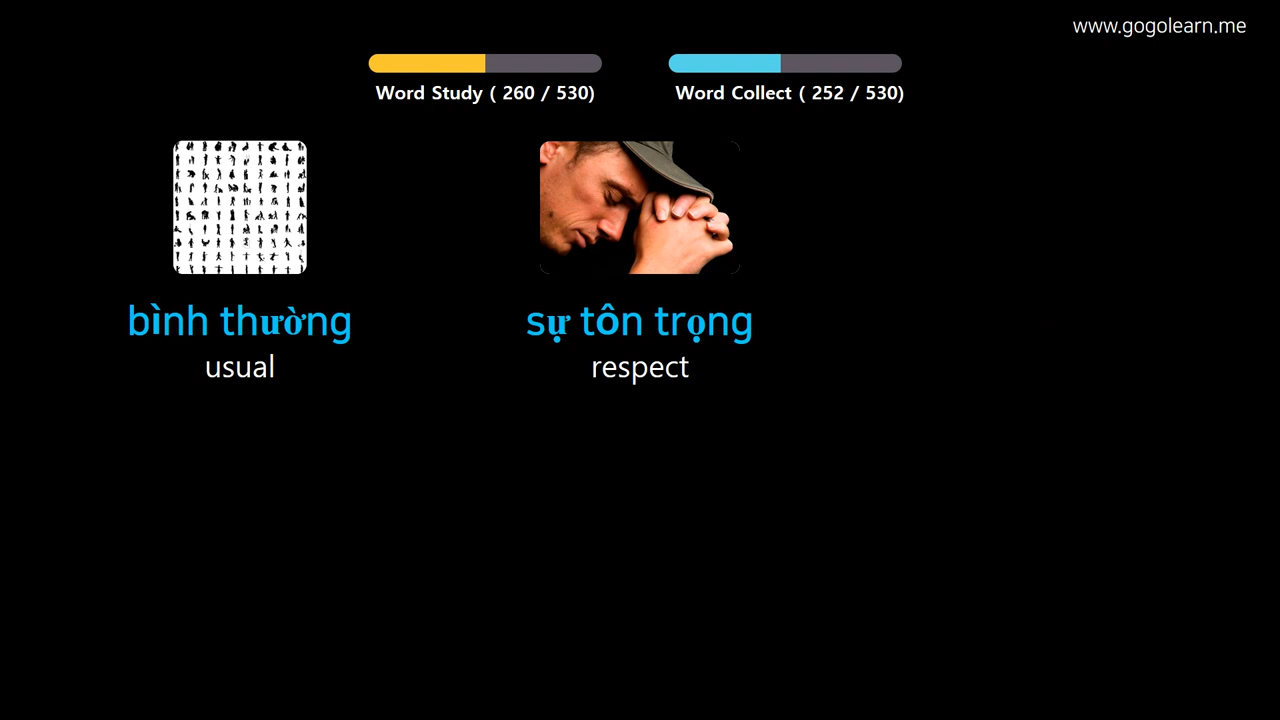 www.gogolearn.me
Word Study ( 260 / 530)
Word Collect ( 252 / 530)
bình thường
usual
sự tôn trọng
respect